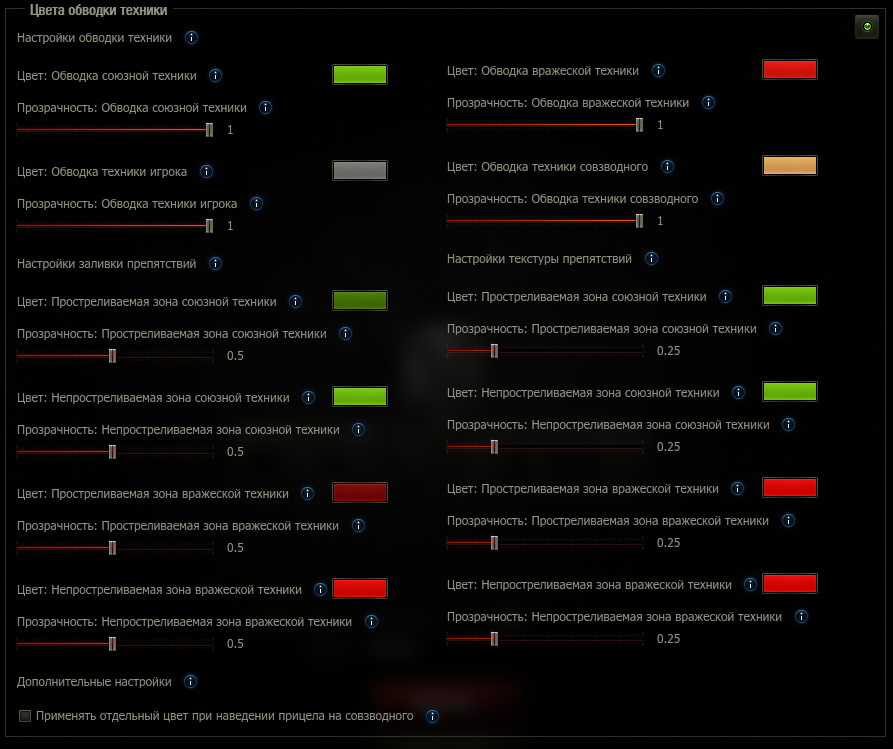 Цвета обводки техники
Настройки обводки техники
Цвет: Обводка союзной техники
Прозрачность: Обводка союзной техники
1
Цвет: Обводка техники игрока
Прозрачность: Обводка техники игрока
1
Настройки заливки препятствий
Цвет: Простреливаемая зона союзной техники
Прозрачность: Простреливаемая зона союзной техники
0.5
Цвет: Непростреливаемая зона союзной техники
Прозрачность: Непростреливаемая зона союзной техники
0.5
Цвет: Простреливаемая зона вражеской техники
Прозрачность: Простреливаемая зона вражеской техники
0.5
Цвет: Непростреливаемая зона вражеской техники
Прозрачность: Непростреливаемая зона вражеской техники
0.5
Дополнительные настройки
Применять отдельный цвет при наведении прицела на совзводного
Цвет: Обводка вражеской техники
Прозрачность: Обводка вражеской техники
1
Цвет: Обводка техники совзводного
Прозрачность: Обводка техники совзводного
1
Настройки текстуры препятствий
Цвет: Простреливаемая зона союзной техники
Прозрачность: Простреливаемая зона союзной техники
0.25
Цвет: Непростреливаемая зона союзной техники
Прозрачность: Непростреливаемая зона союзной техники
0.25
Цвет: Простреливаемая зона вражеской техники
Прозрачность: Простреливаемая зона вражеской техники
0.25
Цвет: Непростреливаемая зона вражеской техники
Прозрачность: Непростреливаемая зона вражеской техники
0.25